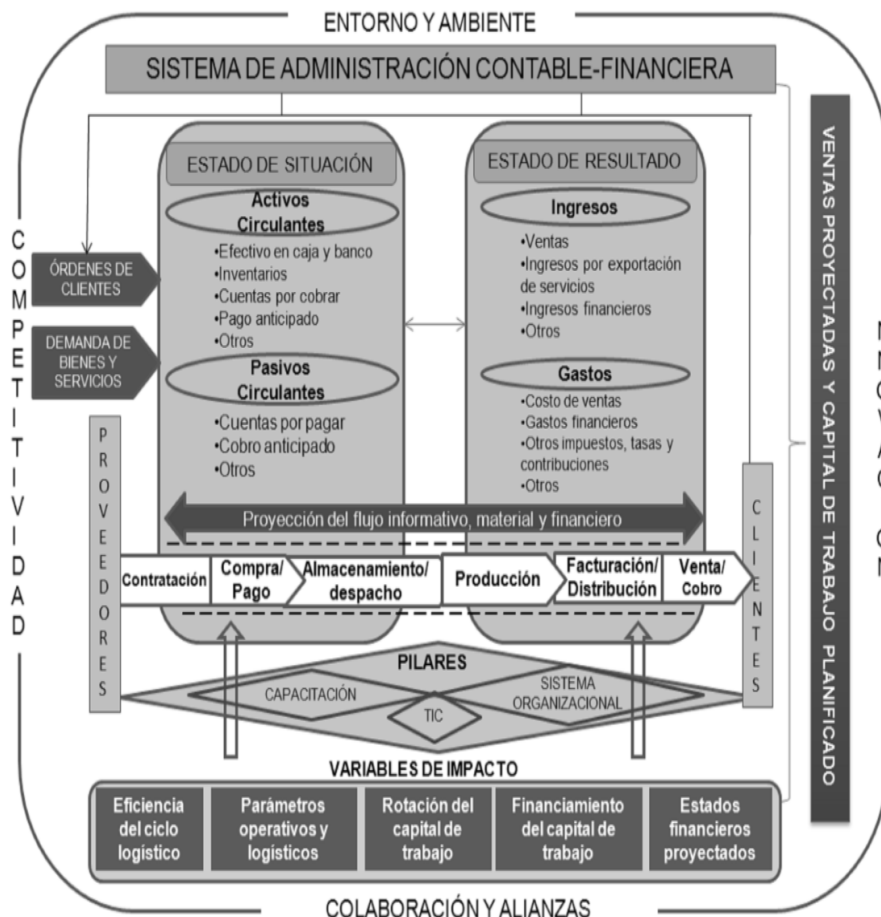 ENTORNO Y AMBIENTE
SISTEMA DE ADMINISTRACIÓN CONTABLE-FINANCIERA
ESTADO DE SITUACIÓN
Activos
Circulantes
•Efectivo en caja y banco
•Inventarios
•Cuentas por cobrar
•Pago anticipado
•Otros
Pasivos
Circulantes
•Cuentas por pagar
•Cobro anticipado
•Otros
ESTADO DE RESULTADO
Ingresos
•Ventas
•Ingresos por exportación
de servicios
•Ingresos financieros
•Otros
Gastos
•Costo de ventas
•Gastos financieros
•Otros impuestos, tasas y
contribuciones
•Otros
COMPETITIVIDAD
ÓRDENES DE
CLIENTES
DEMANDA DE
BIENES Y
SERVICIOS
PROVEEDORES
Proyección del flujo informativo, material y financiero
Contratación
Compra/
Pago
Almacenamiento/
despacho
Producción
Facturación/
Distribución
Venta/
Cobro
CLIENTES
VENTAS PROYECTADAS Y CAPITAL DE TRABAJO PLANIFICADO
PILARES
CAPACITACIÓN
TIC
SISTEMA
ORGANIZACIONAL
VARIABLES DE IMPACTO
Eficiencia
del ciclo
logístico
Parámetros
operativos y
logísticos
Rotación del
capital de
trabajo
Financiamiento
del capital de
trabajo
Estados
financieros
proyectados
COLABORACIÓN Y ALIANZAS